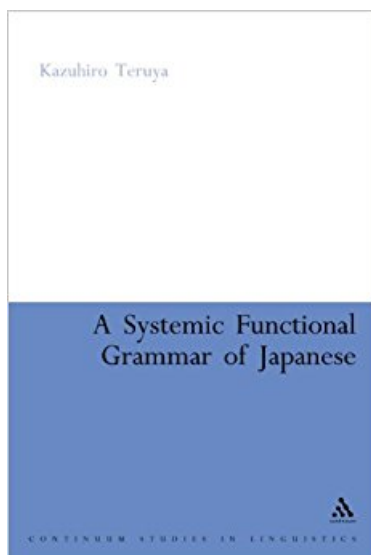 Kazuhiro Teruya
A Systemic Functional
Grammar of Japanese
CONTINUUM STUDIES IN LINGUISTICS